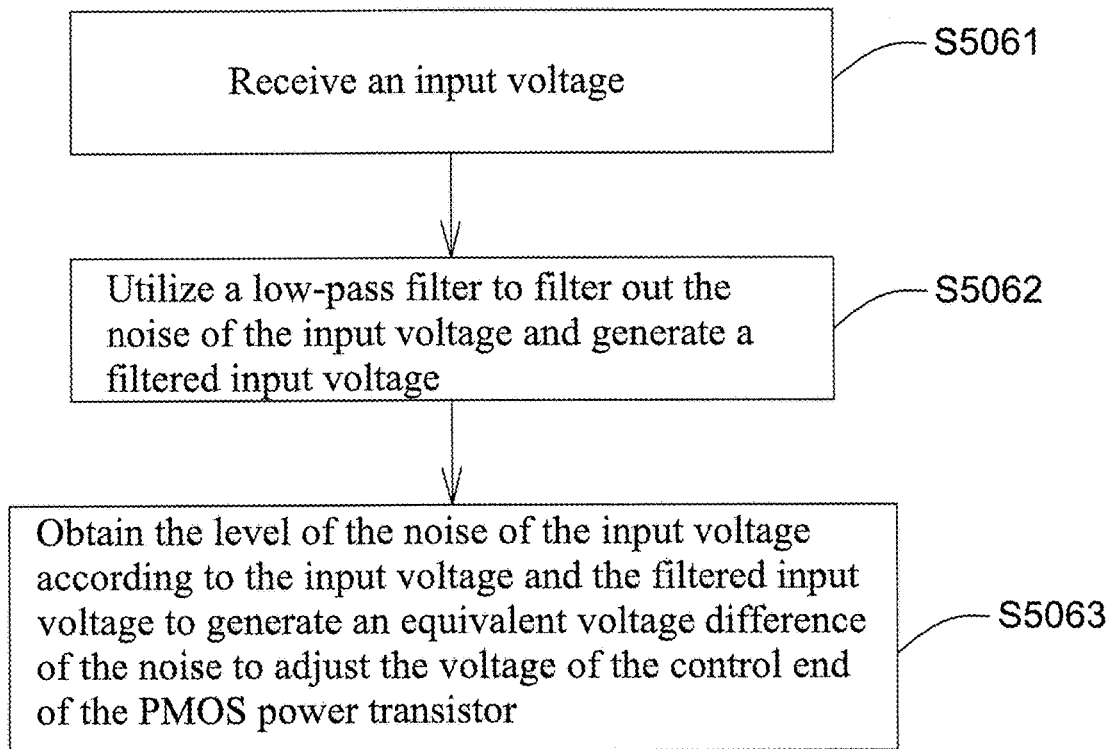 Receive an input voltage
S5061
Utilize a low-pass filter to filter out the
noise of the input voltage and generate a
filtered input voltage
S5062
Obtain the level of the noise of the input voltage
according to the input voltage and the filtered input
voltage to generate an equivalent voltage difference
of the noise to adjust the voltage of the control end
of the PMOS power transistor
S5063